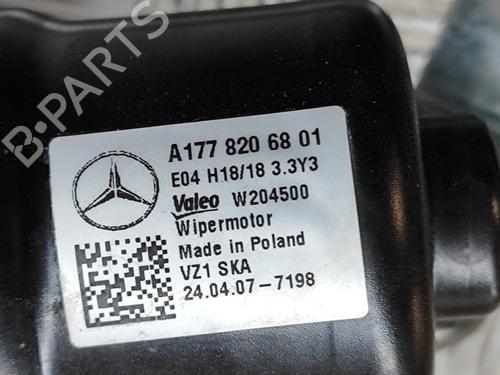 B-PARTS
A177 820 68 01
E04 H18/18 3.3Y3
Valeo W204500
Wipermotor
Made in Poland
VZ1 SKA
24.04.07-7198